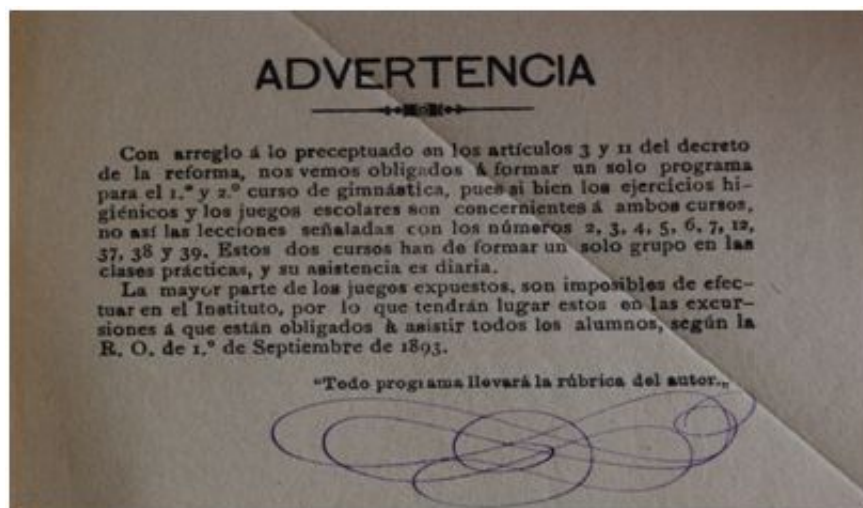 ADVERTENCIA
Con arreglo á lo preceptuado en los artículos 3 y 11 del decreto
de la reforma, nos vemos obligados á formar un solo programa
para el 1.º y 2.º curso de gimnástica, pues si bien los ejercicios hi-
giénicos y los juegos escolares son concernientes á ambos cursos,
no así las lecciones señaladas con los números 2, 3, 4, 5, 6, 7, 12,
37, 38 y 39. Estos dos cursos han de formar un solo grupo en las
clases prácticas, y su asistencia es diaria.
La mayor parte de los juegos expuestos, son imposibles de efec-
tuar en el Instituto, por lo que tendrán lugar estos en las excur-
siones á que están obligados à asistir todos los alumnos, según la
R. O. de 1.º de Septiembre de 1893.
“Todo programa llevará la rúbrica del autor.„